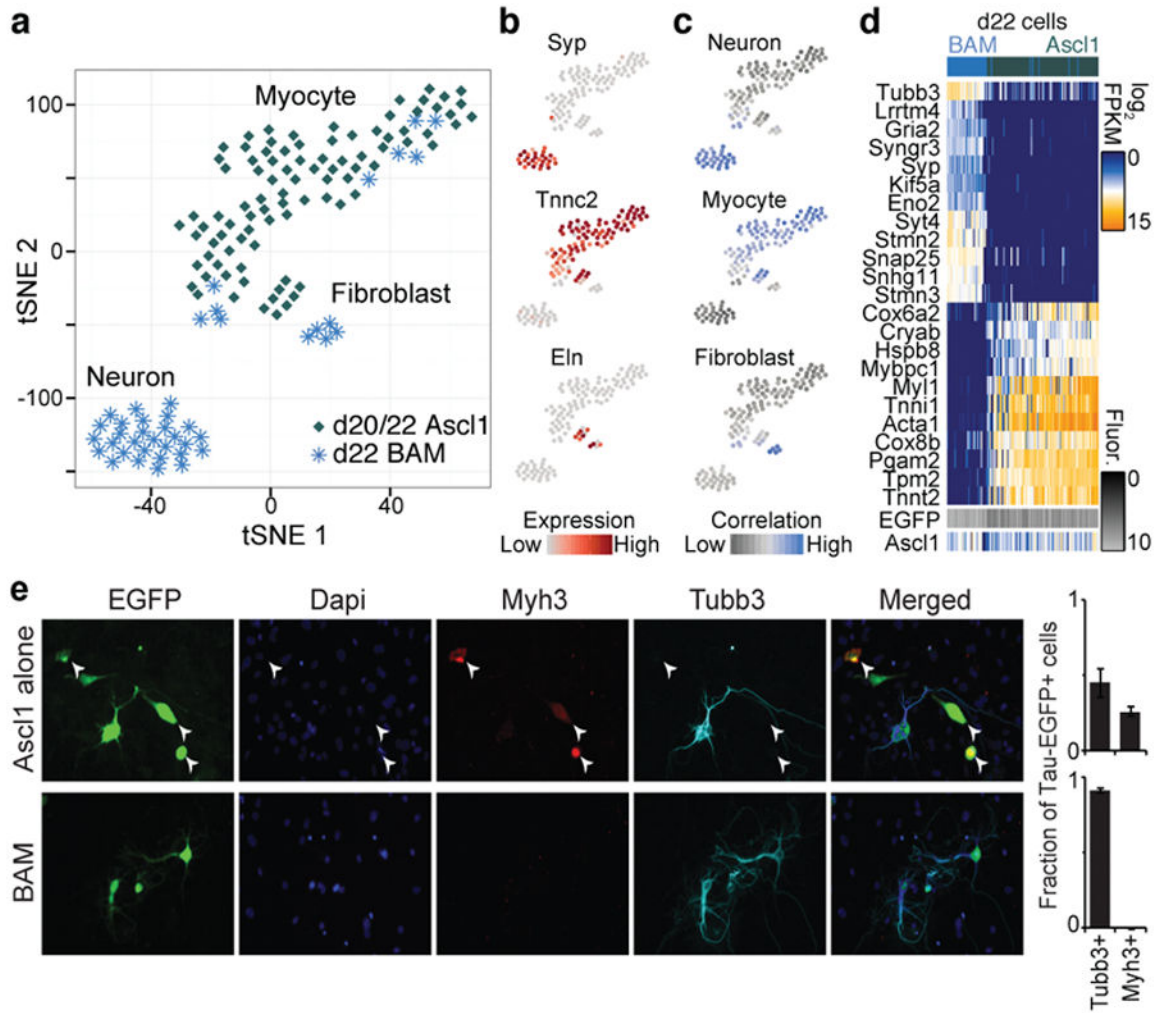 a
Myocyte
Fibroblast
Neuron
d20/22 Ascl1
d22 BAM
100
0
-100
-40
0
40
tSNE 1
tSNE 2
b
Syp
Tnnc2
Eln
Expression
Low
High
c
Neuron
Myocyte
Fibroblast
Correlation
Low
High
d
d22 cells
BAM
Ascl1
Tubb3
Lrrtm4
Gria2
Syngr3
Syp
Kif5a
Eno2
Syt4
Stmn2
Snap25
Snhg11
Stmn3
Cox6a2
Cryab
Hspb8
Mybpc1
Myl1
Tnni1
Acta1
Cox8b
Pgam2
Tpm2
Tnnt2
EGFP
Ascl1
log2
FPKM
0
15
Fluor.
0
10
e
EGFP
Dapi
Myh3
Tubb3
Merged
Ascl1 alone
BAM
Fraction of Tau-EGFP+ cells
1
0
1
0
Tubb3+
Myh3+